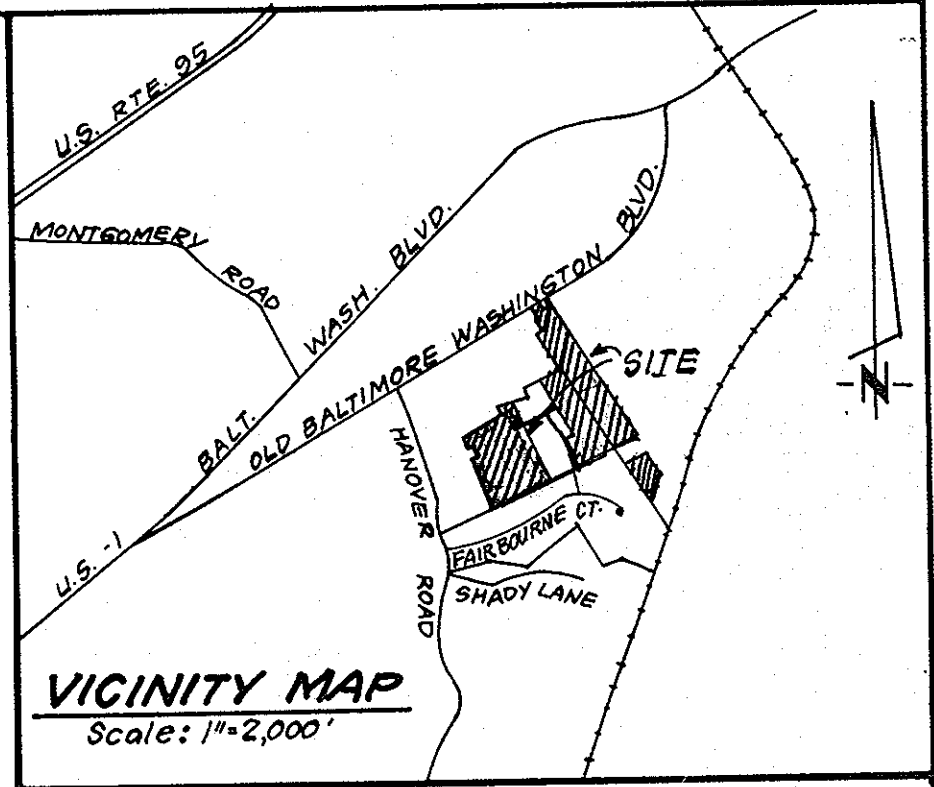 U.S. RTE. 95
MONTGOMERY
ROAD
BALT. WASH. BLVD.
OLD BALTIMORE WASHINGTON BLVD.
SITE
N
HANOVER
ROAD
FAIRBOURNE CT.
SHADY LANE
U.S.-1
VICINITY MAP
Scale: 1"=2,000'